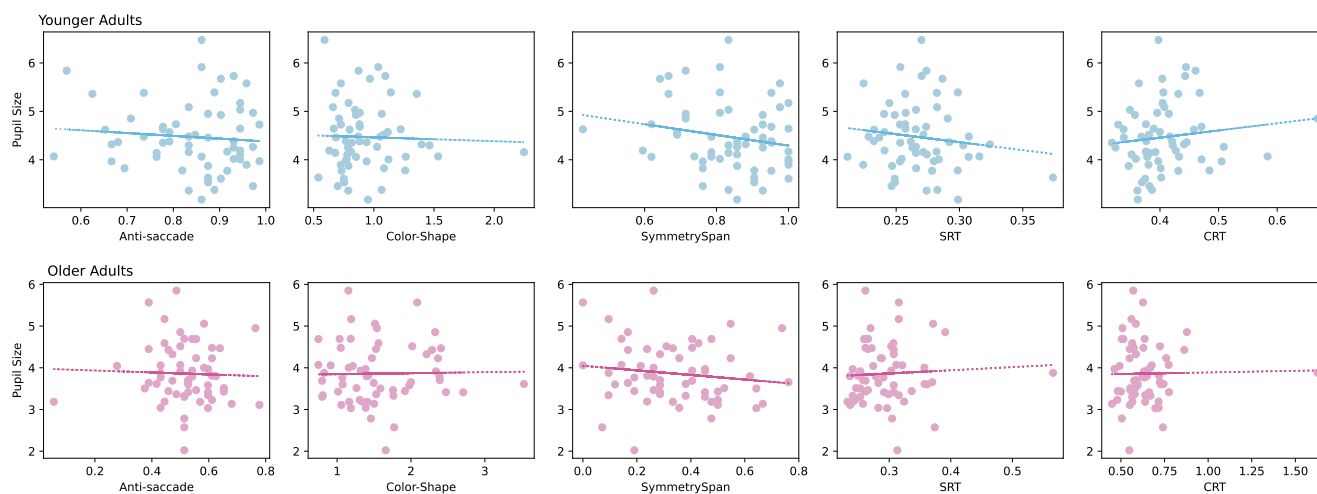 Younger Adults
Pupil Size
6
5
4
0.6 0.7 0.8 0.9 1.0
Anti-saccade
0.5 1.0 1.5 2.0
6
5
4
Color-Shape
0.6 0.8 1.0
6
5
4
SymmetrySpan
0.25 0.30 0.35
6
5
4
SRT
0.4 0.5 0.6
6
5
4
CRT
Older Adults
Pupil Size
6
5
4
3
2
0.2 0.4 0.6 0.8
Anti-saccade
6
5
4
3
2
1 2 3
Color-Shape
6
5
4
3
2
0.0 0.2 0.4 0.6 0.8
SymmetrySpan
6
5
4
3
2
0.3 0.4 0.5
SRT
6
5
4
3
2
0.50 0.75 1.00 1.25 1.50
CRT